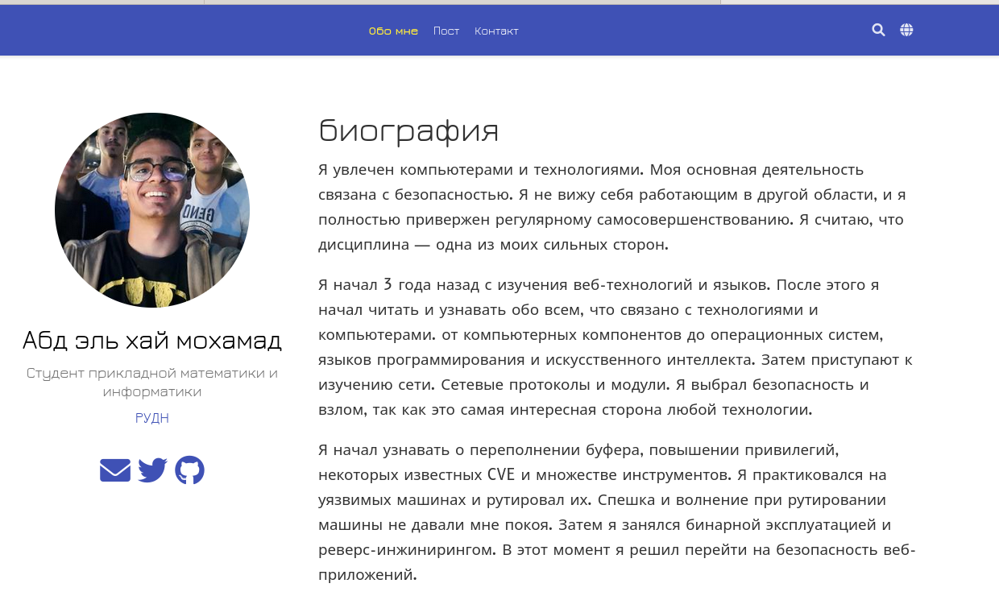 Обо мне Пост Контакт
Абд эль хай мохамад
Студент прикладной математики и
информатики
РУДН
биография
Я увлечен компьютерами и технологиями. Моя основная деятельность
связана с безопасностью. Я не вижу себя работающим в другой области, и я
полностью привержен регулярному самосовершенствованию. Я считаю, что
дисциплина — одна из моих сильных сторон.
Я начал 3 года назад с изучения веб-технологий и языков. После этого я
начал читать и узнавать обо всем, что связано с технологиями и
компьютерами. от компьютерных компонентов до операционных систем,
языков программирования и искусственного интеллекта. Затем приступают к
изучению сети. Сетевые протоколы и модули. Я выбрал безопасность и
взлом, так как это самая интересная сторона любой технологии.
Я начал узнавать о переполнении буфера, повышении привилегий,
некоторых известных CVE и множестве инструментов. Я практиковался на
уязвимых машинах и рутировал их. Спешка и волнение при рутировании
машины не давали мне покоя. Затем я занялся бинарной эксплуатацией и
реверс-инжинирингом. В этот момент я решил перейти на безопасность веб-
приложений.